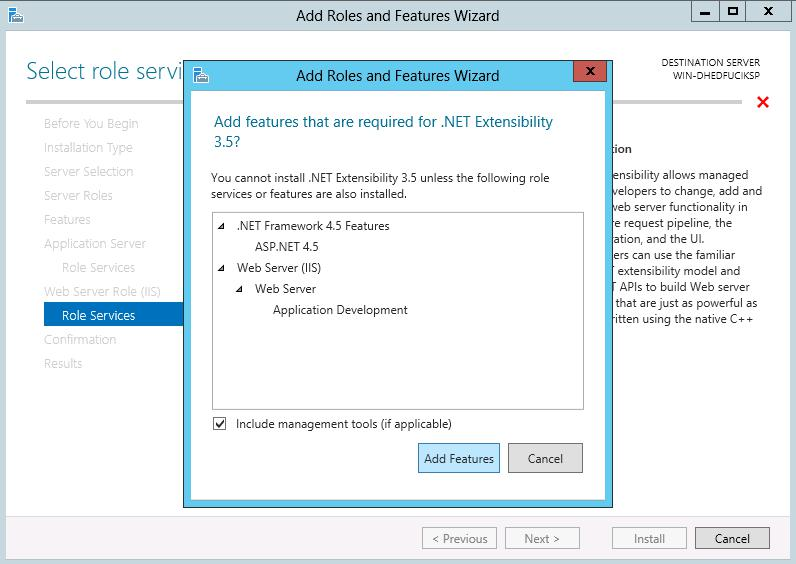 Add Roles and Features Wizard
Select role servi
DESTINATION SERVER
WIN-DHEDFUCIKSP
Before You Begin
Installation Type
Server Selection
Server Roles
Features
Application Server
Role Services
Web Server Role (IIS)
Role Services
Confirmation
Results
Add Roles and Features Wizard
Add features that are required for .NET Extensibility
3.5?
You cannot install .NET Extensibility 3.5 unless the following role
services or features are also installed.
.NET Framework 4.5 Features
ASP.NET 4.5
Web Server (IIS)
Web Server
Application Development
Include management tools (if applicable)
Add Features
Cancel
tion
ensibility allows managed
velopers to change, add and
web server functionality in
re request pipeline, the
ration, and the UI.
ers can use the familiar
T extensibility model and
T APIs to build Web server
that are just as powerful as
ritten using the native C++
< Previous
Next >
Install
Cancel